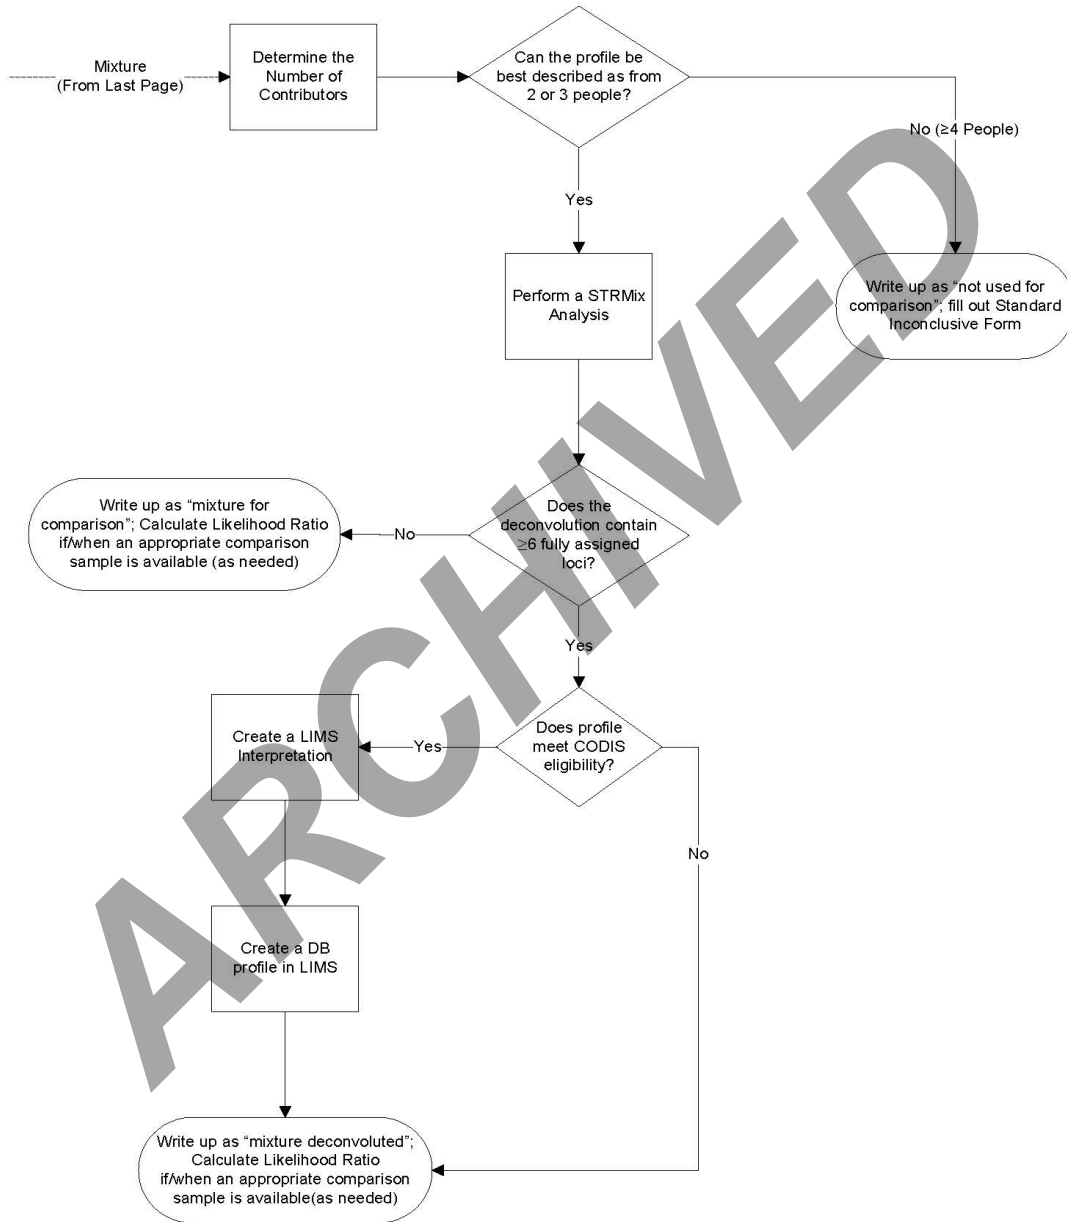 Mixture
(From Last Page)
Determine the
Number of
Contributors
Can the profile be
best described as from
2 or 3 people?
No (≥4 People)
Yes
Perform a STRMix
Analysis
Write up as “not used for
comparison”; fill out Standard
Inconclusive Form
Does the
deconvolution contain
≥6 fully assigned
loci?
No
Write up as “mixture for
comparison”; Calculate Likelihood Ratio
if/when an appropriate comparison
sample is available (as needed)
Yes
Does profile
meet CODIS
eligibility?
Yes
Create a LIMS
Interpretation
No
Create a DB
profile in LIMS
Write up as “mixture deconvoluted”;
Calculate Likelihood Ratio
if/when an appropriate comparison
sample is available(as needed)
ARCHIVED